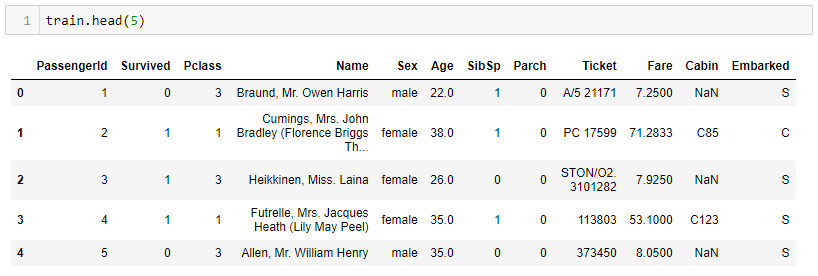 1 train.head(5)
PassengerId Survived Pclass Name Sex Age SibSp Parch Ticket Fare Cabin Embarked
0 1 0 3 Braund, Mr. Owen Harris male 22.0 1 0 A/5 21171 7.2500 NaN S
Cumings, Mrs. John
1 2 1 1 Bradley (Florence Briggs female 38.0 1 0 PC 17599 71.2833 C85 C
Th...
STON/O2.
2 3 1 3 Heikkinen, Miss. Laina female 26.0 0 0 3101282 7.9250 NaN S
Futrelle, Mrs. Jacques
3 4 1 1 Heath (Lily May Peel) female 35.0 1 0 113803 53.1000 C123 S
4 5 0 3 Allen, Mr. William Henry male 35.0 0 0 373450 8.0500 NaN S